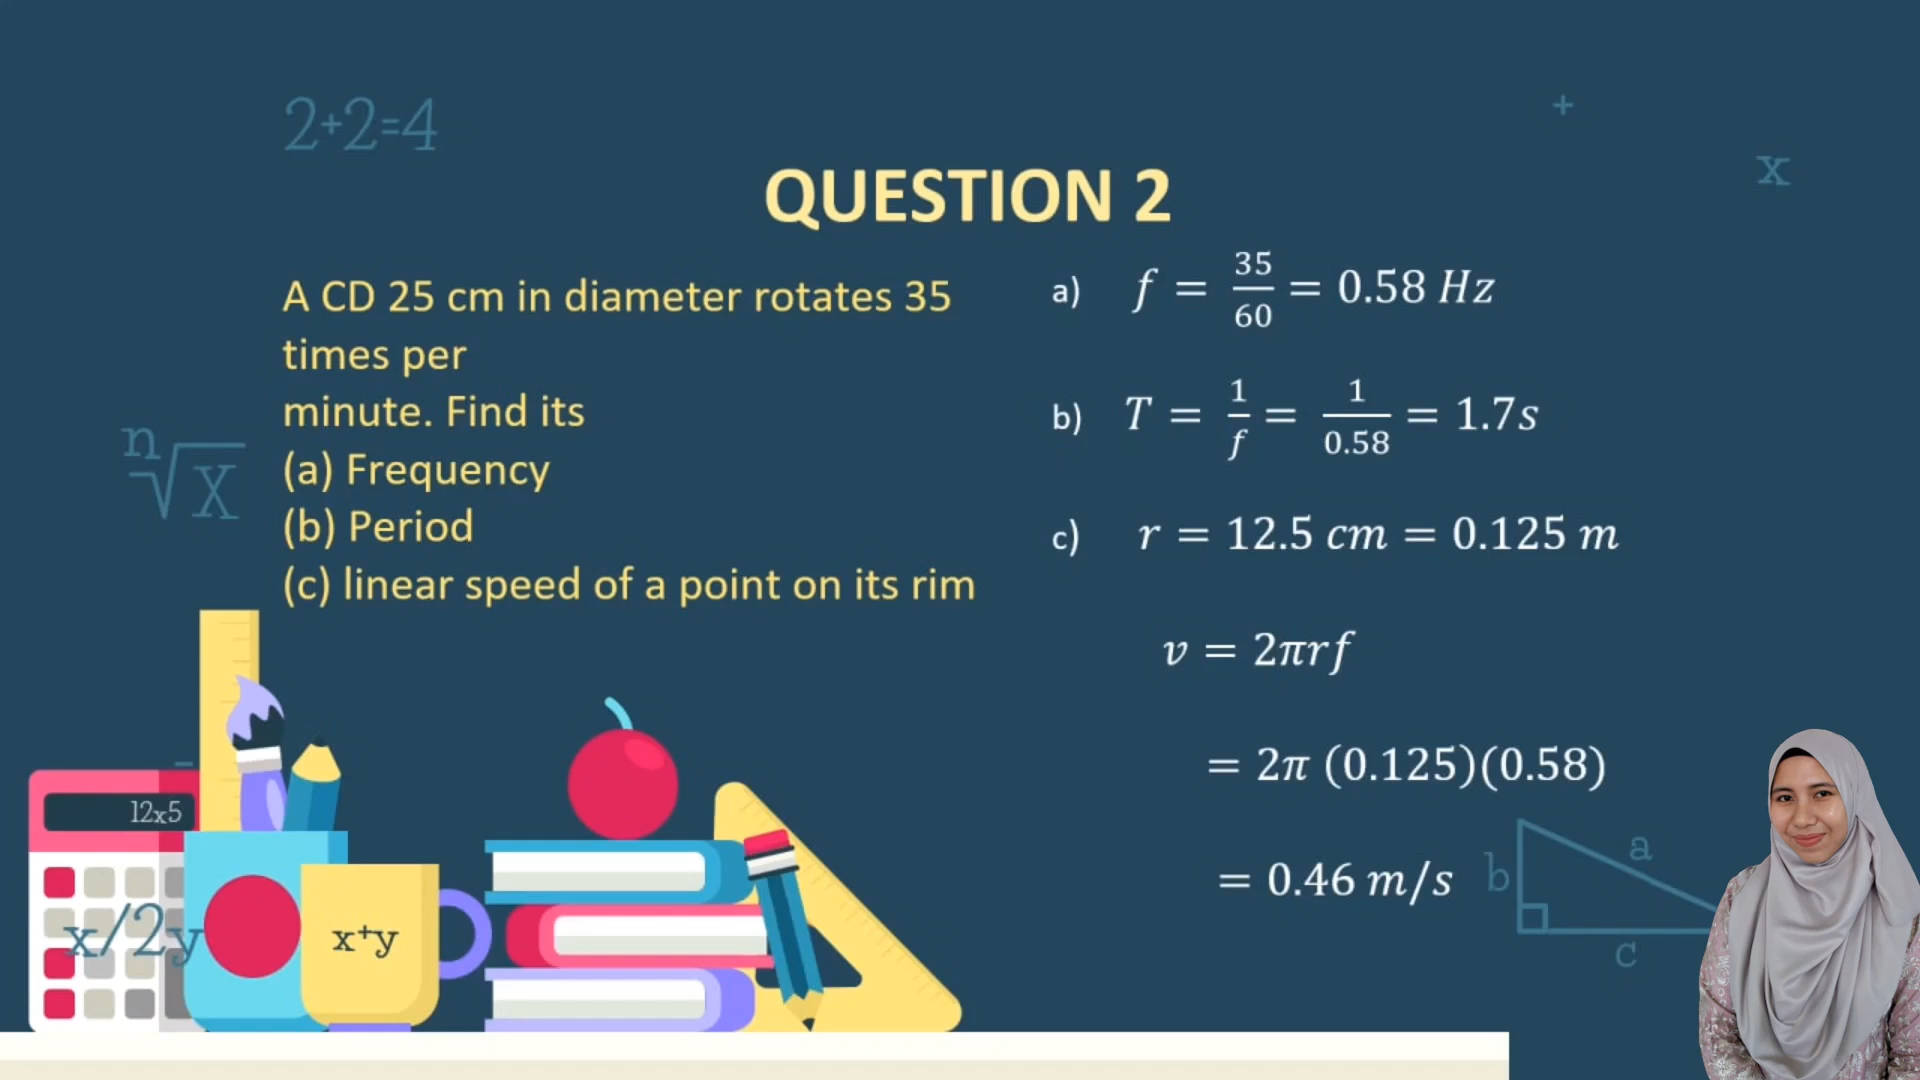 2+2=4
+
x
QUESTION 2
A CD 25 cm in diameter rotates 35
times per
minute. Find its
(a) Frequency
(b) Period
(c) linear speed of a point on its rim
a) f = 35/60 = 0.58 Hz
b) T = 1/f = 1/0.58 = 1.7s
c) r = 12.5 cm = 0.125 m
v = 2πrf
= 2π (0.125)(0.58)
= 0.46 m/s
n√X
12x5
x/2y
x+y
a
b
c